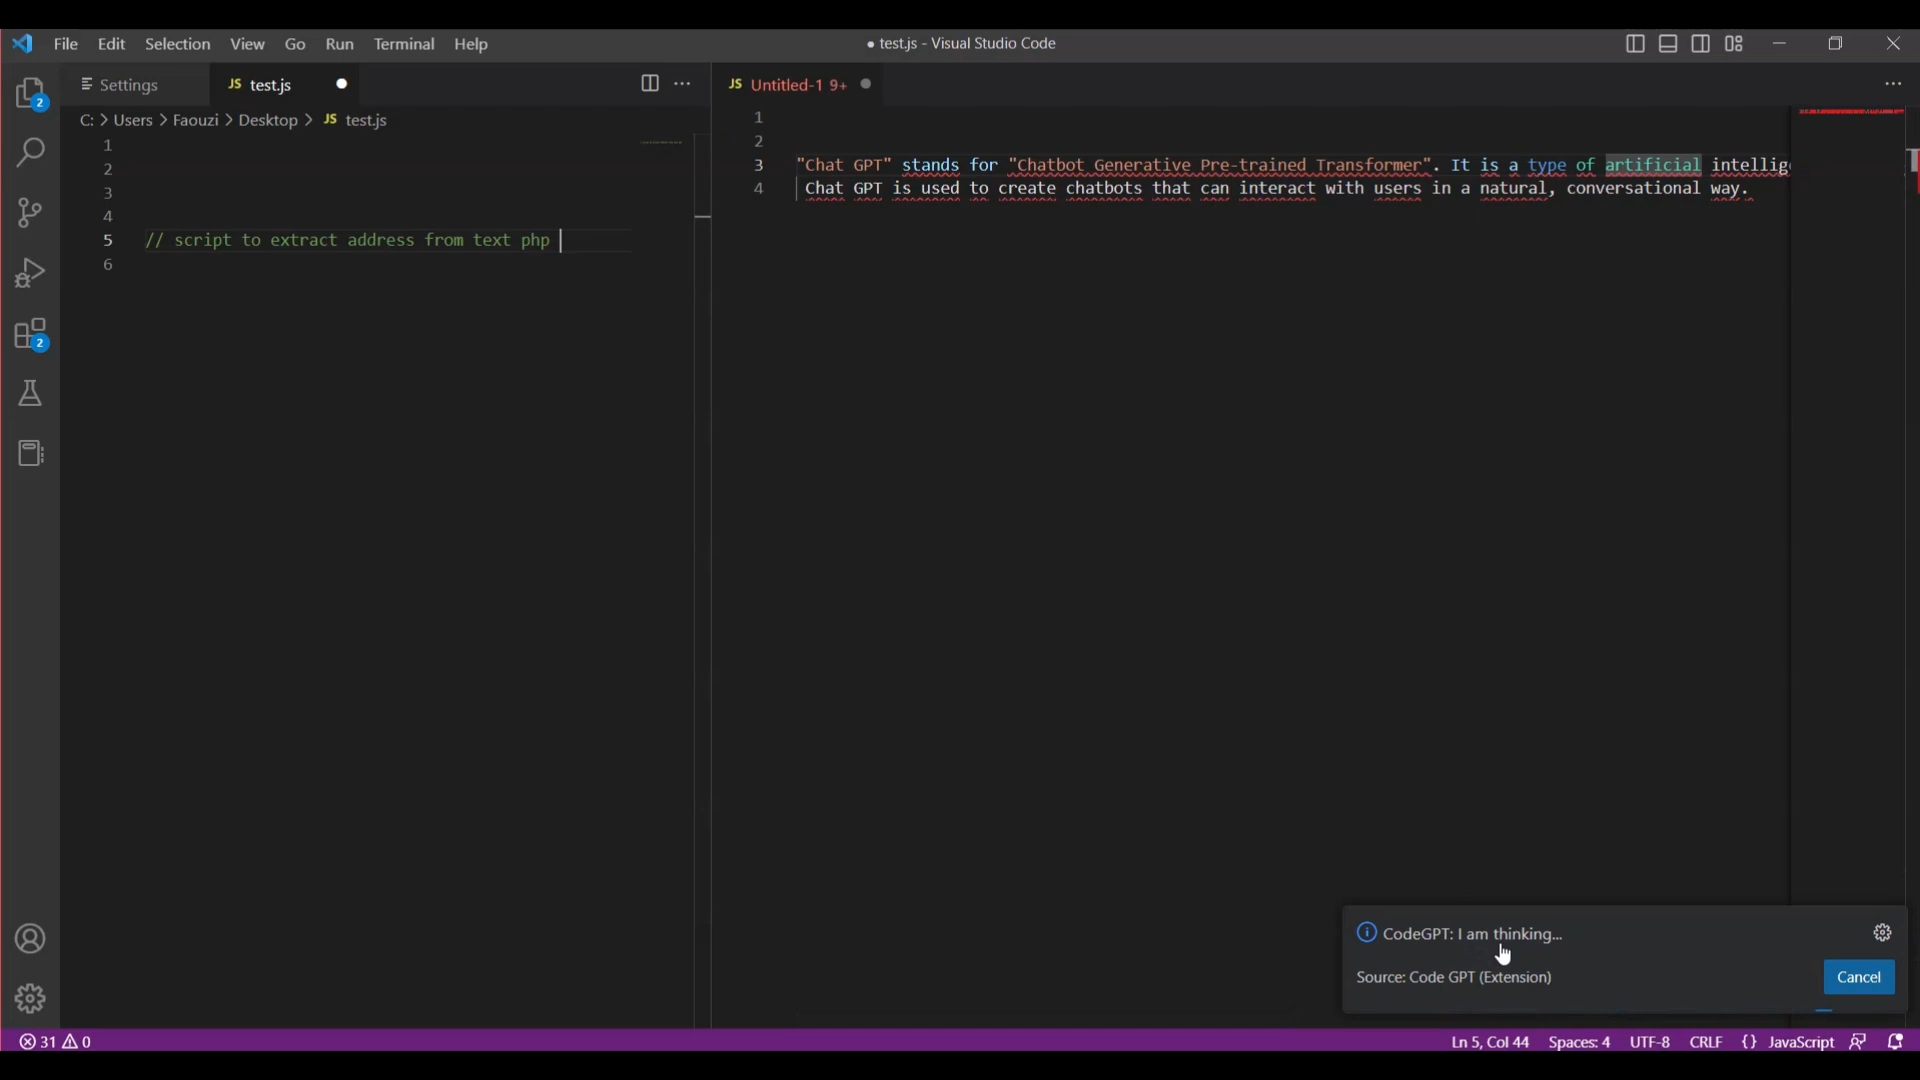 File Edit Selection View Go Run Terminal Help
● test.js - Visual Studio Code
Settings
JS test.js
C: > Users > Faouzi > Desktop > JS test.js
1
2
3
4
5 // script to extract address from text php
6
JS Untitled-1 9+
1
2
3 "Chat GPT" stands for "Chatbot Generative Pre-trained Transformer". It is a type of artificial intellig
4 Chat GPT is used to create chatbots that can interact with users in a natural, conversational way.
2
2
CodeGPT: I am thinking...
Source: Code GPT (Extension)
Cancel
31 0
Ln 5, Col 44 Spaces: 4 UTF-8 CRLF {} JavaScript